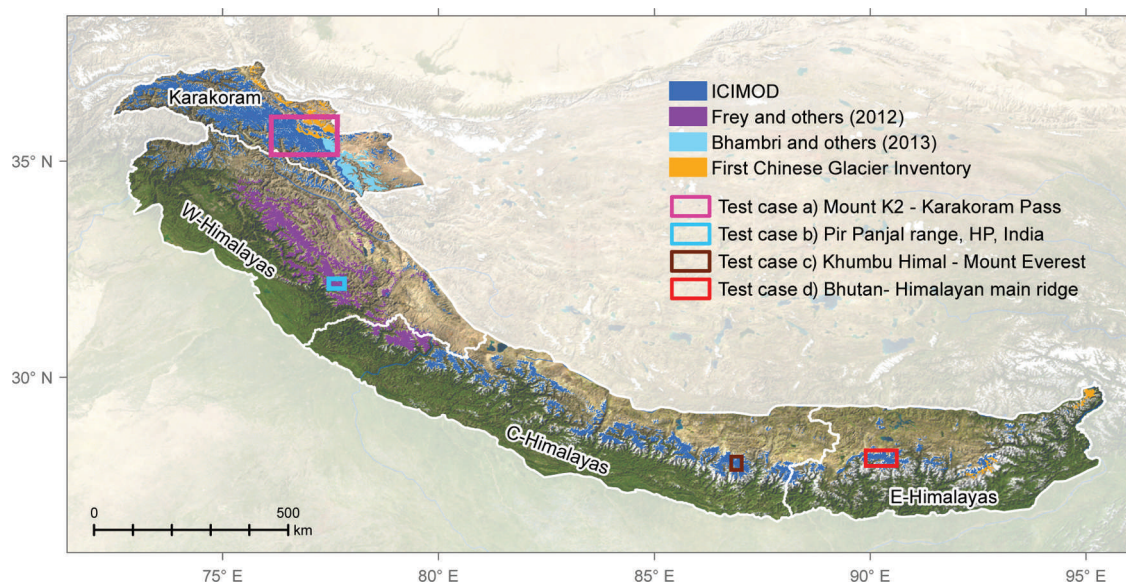 Karakoram
W-Himalayas
C-Himalayas
E-Himalayas
ICIMOD
Frey and others (2012)
Bhambri and others (2013)
First Chinese Glacier Inventory
Test case a) Mount K2 - Karakoram Pass
Test case b) Pir Panjal range, HP, India
Test case c) Khumbu Himal - Mount Everest
Test case d) Bhutan- Himalayan main ridge
35° N
30° N
0 500
km
75° E 80° E 85° E 90° E 95° E